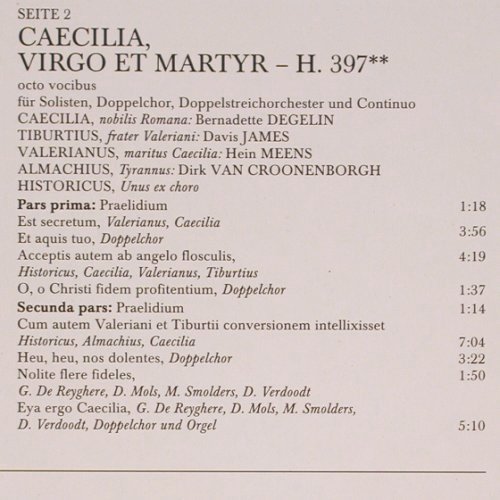 SEITE 2
CAECILIA,
VIRGO ET MARTYR – H. 397**
octo vocibus
für Solisten, Doppelchor, Doppelstreichorchester und Continuo
CAECILIA, nobilis Romana: Bernadette DEGELIN
TIBURTIUS, frater Valeriani: Davis JAMES
VALERIANUS, maritus Caecilia: Hein MEENS
ALMACHIUS, Tyrannus: Dirk VAN CROONENBORGH
HISTORICUS, Unus ex choro
Pars prima: Praelidium 1:18
Est secretum, Valerianus, Caecilia
Et aquis tuo, Doppelchor 3:56
Acceptis autem ab angelo flosculis, 4:19
Historicus, Caecilia, Valerianus, Tiburtius
O, o Christi fidem profitentium, Doppelchor 1:37
Secunda pars: Praelidium 1:14
Cum autem Valeriani et Tiburtii conversionem intellixisset
Historicus, Almachius, Caecilia 7:04
Heu, heu, nos dolentes, Doppelchor 3:22
Nolite flere fideles, 1:50
G. De Reyghere, D. Mols, M. Smolders, D. Verdoodt
Eya ergo Caecilia, G. De Reyghere, D. Mols, M. Smolders,
D. Verdoodt, Doppelchor und Orgel 5:10